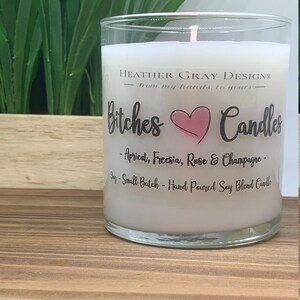 HEATHER GRAY DESIGNS
from my hands, to yours
Bitches Candles
- Apricot, Freesia, Rose & Champagne -
- Small Batch - Hand Poured Soy Blend Candle